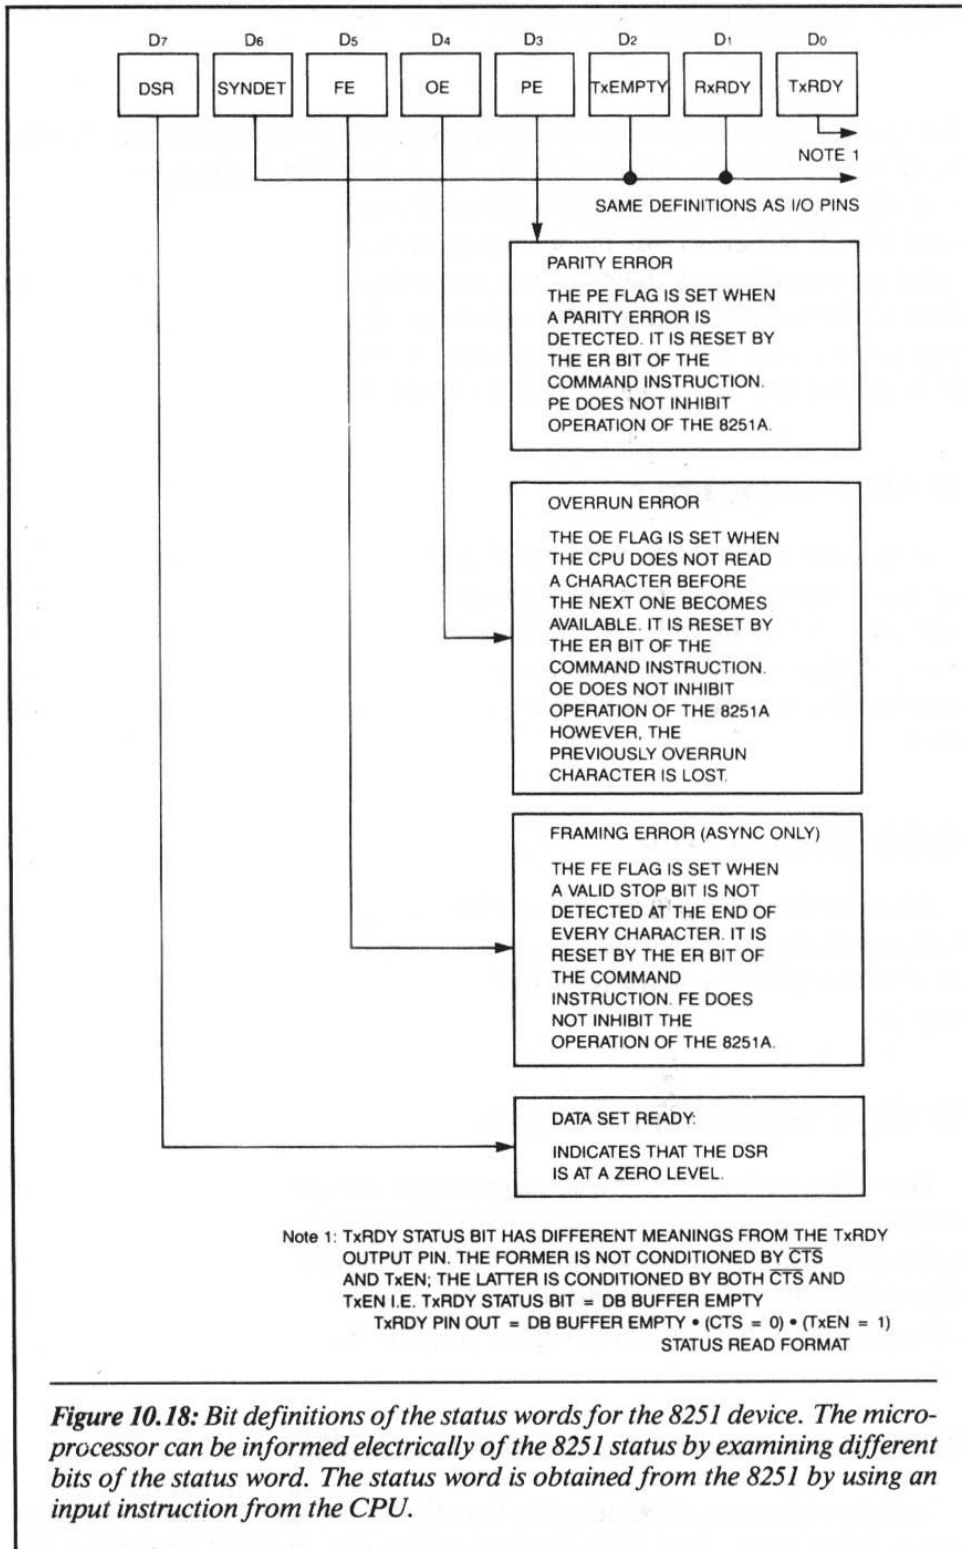 D7 D6 D5 D4 D3 D2 D1 D0
DSR SYNDET FE OE PE TxEMPTY RxRDY TxRDY
NOTE 1
SAME DEFINITIONS AS I/O PINS
PARITY ERROR
THE PE FLAG IS SET WHEN
A PARITY ERROR IS
DETECTED. IT IS RESET BY
THE ER BIT OF THE
COMMAND INSTRUCTION.
PE DOES NOT INHIBIT
OPERATION OF THE 8251A.
OVERRUN ERROR
THE OE FLAG IS SET WHEN
THE CPU DOES NOT READ
A CHARACTER BEFORE
THE NEXT ONE BECOMES
AVAILABLE. IT IS RESET BY
THE ER BIT OF THE
COMMAND INSTRUCTION.
OE DOES NOT INHIBIT
OPERATION OF THE 8251A
HOWEVER, THE
PREVIOUSLY OVERRUN
CHARACTER IS LOST.
FRAMING ERROR (ASYNC ONLY)
THE FE FLAG IS SET WHEN
A VALID STOP BIT IS NOT
DETECTED AT THE END OF
EVERY CHARACTER. IT IS
RESET BY THE ER BIT OF
THE COMMAND
INSTRUCTION. FE DOES
NOT INHIBIT THE
OPERATION OF THE 8251A.
DATA SET READY:
INDICATES THAT THE DSR
IS AT A ZERO LEVEL.
Note 1: TxRDY STATUS BIT HAS DIFFERENT MEANINGS FROM THE TxRDY
OUTPUT PIN. THE FORMER IS NOT CONDITIONED BY C̅T̅S̅
AND TxEN; THE LATTER IS CONDITIONED BY BOTH C̅T̅S̅ AND
TxEN I.E. TxRDY STATUS BIT = DB BUFFER EMPTY
TxRDY PIN OUT = DB BUFFER EMPTY • (CTS = 0) • (TxEN = 1)
STATUS READ FORMAT
Figure 10.18: Bit definitions of the status words for the 8251 device. The micro-
processor can be informed electrically of the 8251 status by examining different
bits of the status word. The status word is obtained from the 8251 by using an
input instruction from the CPU.